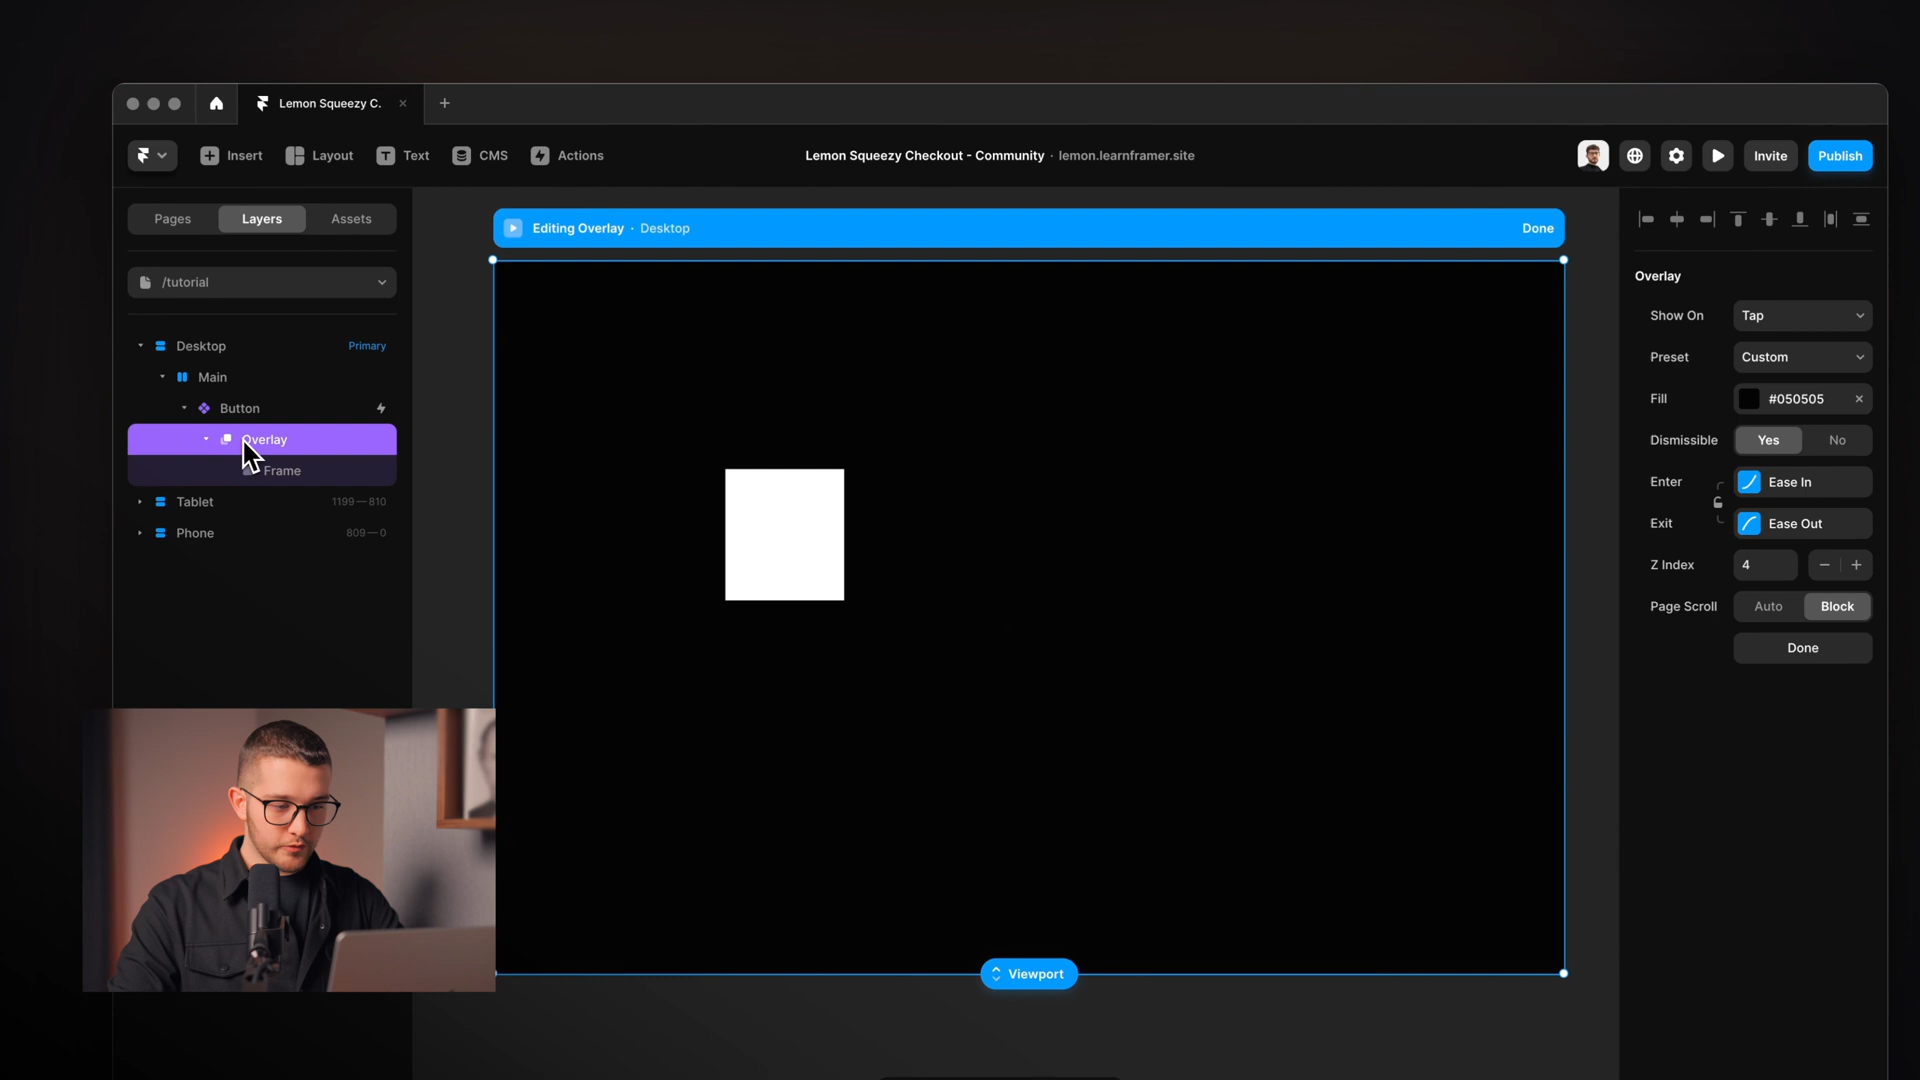 Lemon Squeezy C.
Insert
Layout
Text
CMS
Actions
Lemon Squeezy Checkout - Community · lemon.learnframer.site
Invite
Publish
Pages
Layers
Assets
/tutorial
Desktop
Primary
Main
Button
Overlay
Frame
Tablet
1199—810
Phone
809—0
Editing Overlay · Desktop
Done
Viewport
Overlay
Show On
Tap
Preset
Custom
Fill
#050505
Dismissible
Yes
No
Enter
Ease In
Exit
Ease Out
Z Index
4
Page Scroll
Auto
Block
Done